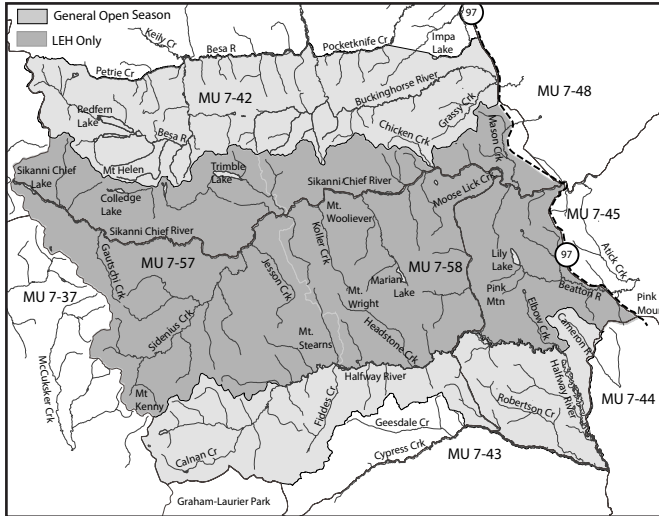 General Open Season
LEH Only
97
Keily Cr
Besa R
Pocketknife Cr
Impa
Lake
Petrie Cr
MU 7-42
Buckinghorse River
MU 7-48
Redfern
Lake
Besa R
Chicken Crk
Grassy Crk
Mason Crk
Mt Helen
Sikanni Chief
Lake
Trimble
Lake
Sikanni Chief River
Moose Lick Crk
Colledge
Lake
Mt.
Wooliever
MU 7-45
Sikanni Chief River
Koller Crk
97
Atick Crk
Gautschi Crk
MU 7-57
Jesson Crk
MU 7-58
Lily
Lake
MU 7-37
Marian
Lake
Beatton R
Pink
Mtn
Pink
Mour
Mt.
Wright
Elbow Crk
Cameron R
Sidenius Crk
Mt.
Stearns
Headstone Crk
McCuksker Crk
Halfway River
Halfway River
MU 7-44
Mt
Kenny
Fiddes Cr
Robertson Cr
Geesdale Cr
Calnan Cr
Cypress Crk
MU 7-43
Graham-Laurier Park